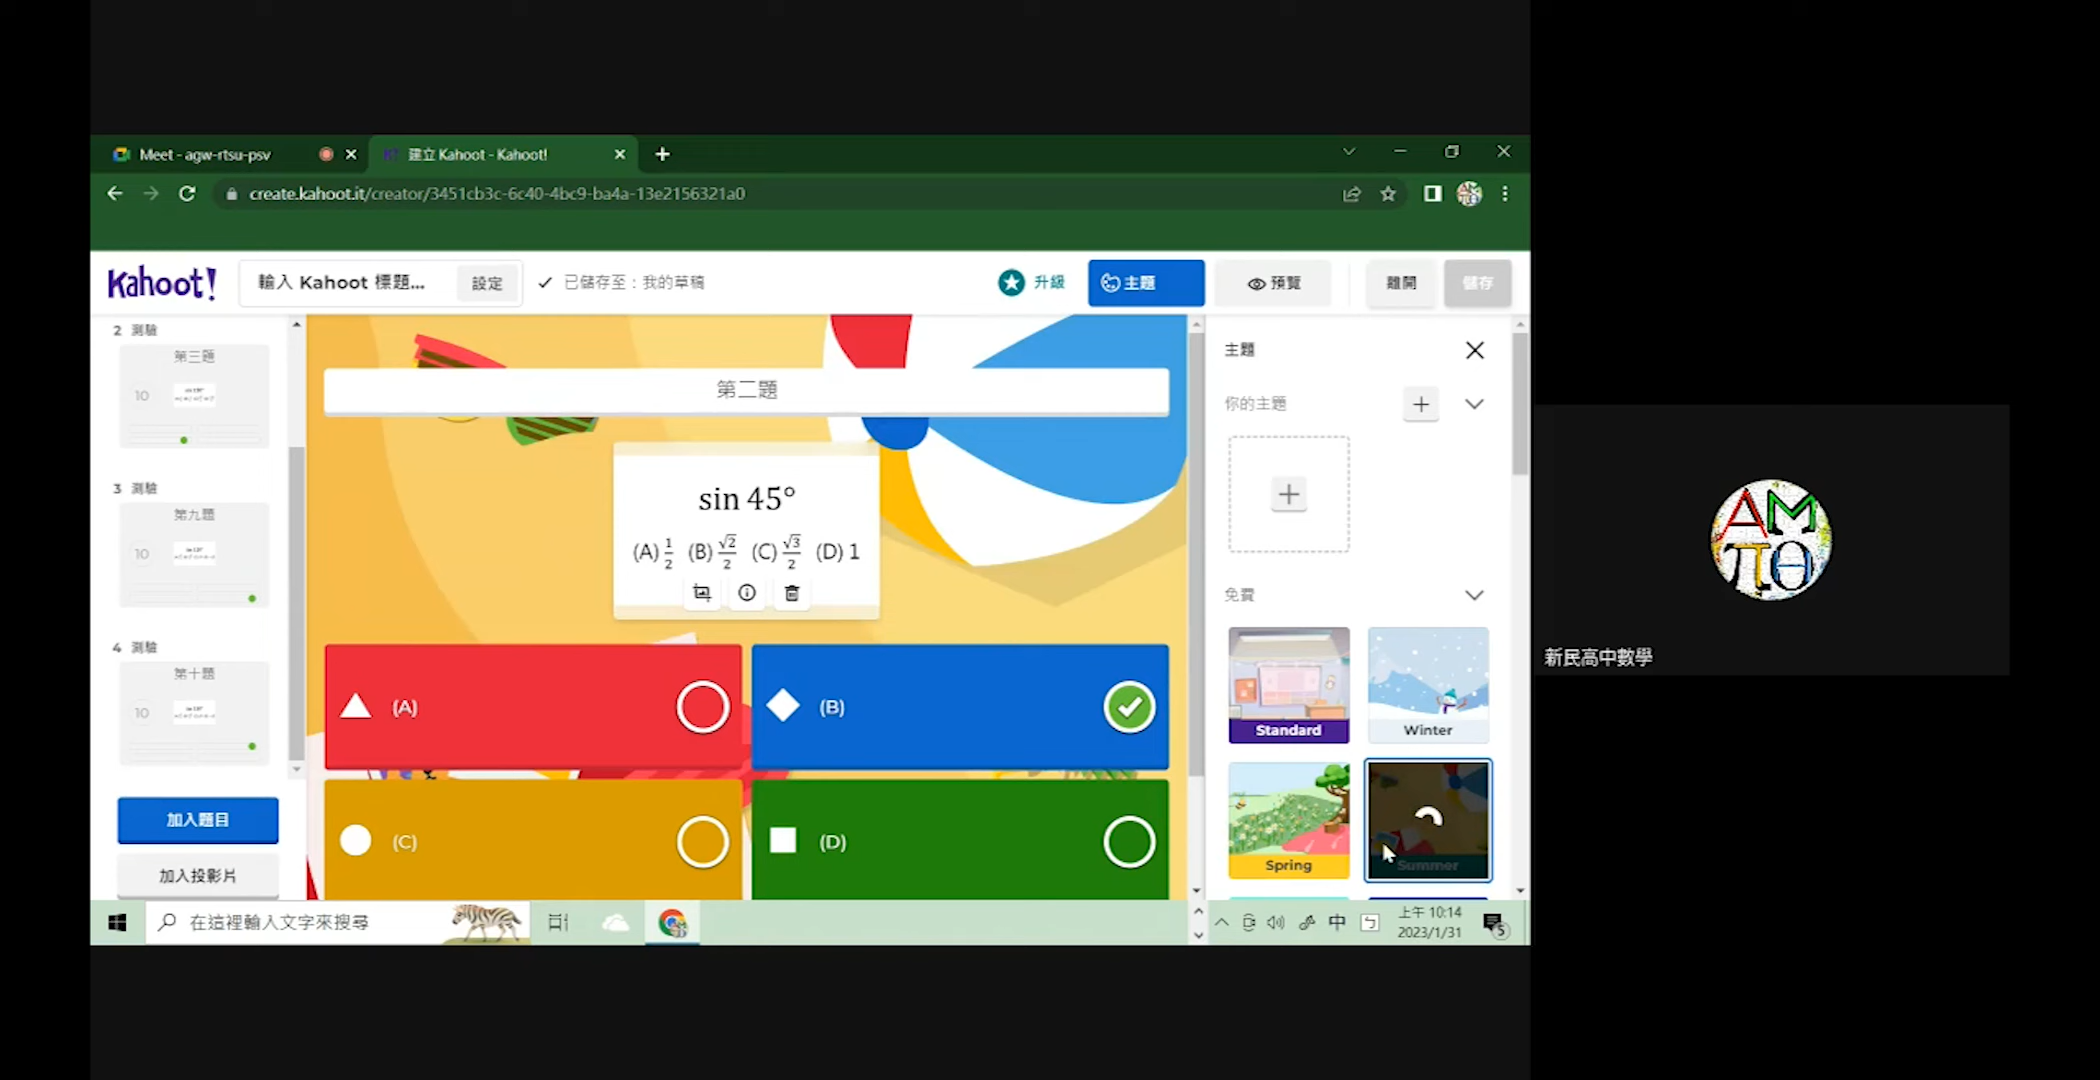 Meet - agw-rtsu-psv
建立 Kahoot - Kahoot!
create.kahoot.it/creator/3451cb3c-6c40-4bc9-ba4a-13e2156321a0
Kahoot!
輸入 Kahoot 標題...
設定
已儲存至：我的草稿
升級
主題
預覽
離開
儲存
2 測驗
第三題
10
3 測驗
第九題
10
4 測驗
第十題
10
加入題目
加入投影片
第二題
sin 45°
(A) 1/2 (B) √2/2 (C) √3/2 (D) 1
(A)
(B)
(C)
(D)
主題
你的主題
免費
Standard
Winter
Spring
Summer
新民高中數學
在這裡輸入文字來搜尋
中
上午 10:14
2023/1/31
5